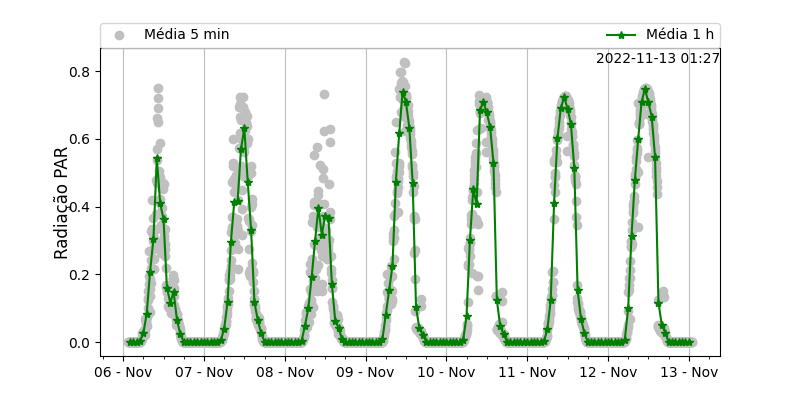 Média 5 min
Média 1 h
2022-11-13 01:27
Radiação PAR
0.8
0.6
0.4
0.2
0.0
06 - Nov 07 - Nov 08 - Nov 09 - Nov 10 - Nov 11 - Nov 12 - Nov 13 - Nov